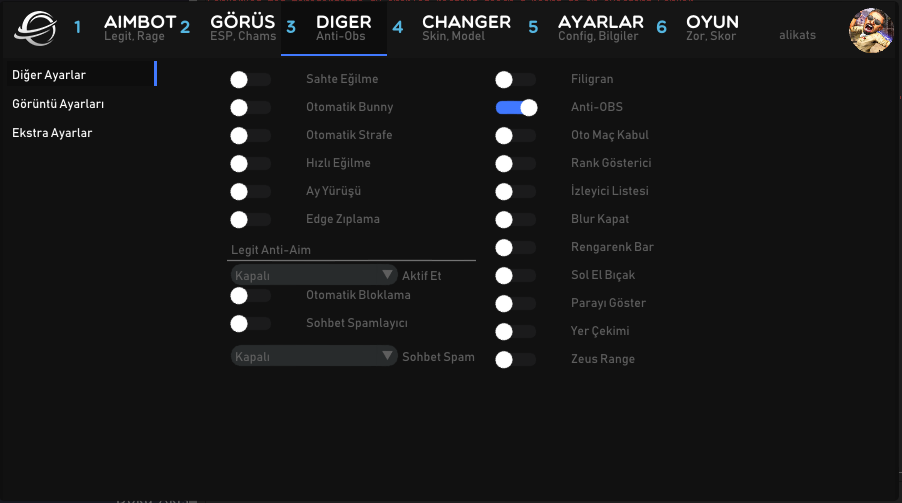 1 AIMBOT 2 GÖRÜS 3 DIGER 4 CHANGER 5 AYARLAR 6 OYUN
Legit, Rage ESP, Chams Anti-Obs Skin, Model Config, Bilgiler Zor, Skor alikats
Diğer Ayarlar
Görüntü Ayarları
Ekstra Ayarlar
Sahte Eğilme
Otomatik Bunny
Otomatik Strafe
Hızlı Eğilme
Ay Yürüşü
Edge Zıplama
Legit Anti-Aim
Kapalı Aktif Et
Otomatik Bloklama
Sohbet Spamlayıcı
Kapalı Sohbet Spam
Filigran
Anti-OBS
Oto Maç Kabul
Rank Gösterici
İzleyici Listesi
Blur Kapat
Rengarenk Bar
Sol El Bıçak
Parayı Göster
Yer Çekimi
Zeus Range